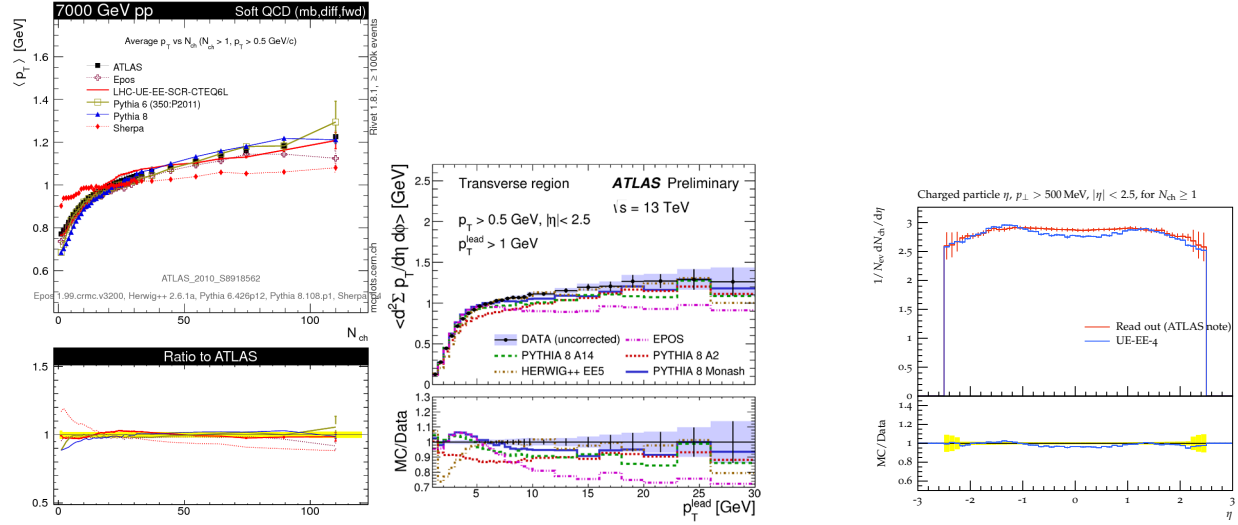 7000 GeV pp Soft QCD (mb,diff,fwd)
⟨ p_T ⟩ [GeV]
Average p_T vs N_ch (N_ch > 1, p_T > 0.5 GeV/c)
ATLAS
Epos
LHC-UE-EE-SCR-CTEQ6L
Pythia 6 (350:P2011)
Pythia 8
Sherpa
1.6
1.4
1.2
1
0.8
0.6
ATLAS_2010_S8918562
Epos 1.99.crmc.v3200, Herwig++ 2.6.1a, Pythia 6.426p12, Pythia 8.108.p1, Sherpa
0 50 100
N_ch
Rivet 1.8.1, ≥ 100k events
mcplots.cern.ch
Ratio to ATLAS
1.5
1
0.5
0 50 100
<d²Σ p_T/dη dϕ> [GeV]
Transverse region
ATLAS Preliminary
√s = 13 TeV
p_T > 0.5 GeV, |η| < 2.5
p_T^lead > 1 GeV
2.5
2
1.5
1
0.5
0
DATA (uncorrected)
EPOS
PYTHIA 8 A14
PYTHIA 8 A2
HERWIG++ EE5
PYTHIA 8 Monash
MC/Data
1.3
1.2
1.1
1
0.9
0.8
0.7
5 10 15 20 25 30
p_T^lead [GeV]
Charged particle η, p⊥ > 500 MeV, |η| < 2.5, for N_ch ≥ 1
1/N_ev dN_ch/dη
3
2.5
2
1.5
1
0.5
0
Read out (ATLAS note)
UE-EE-4
MC/Data
1.4
1.2
1
0.8
0.6
-3 -2 -1 0 1 2 3
η